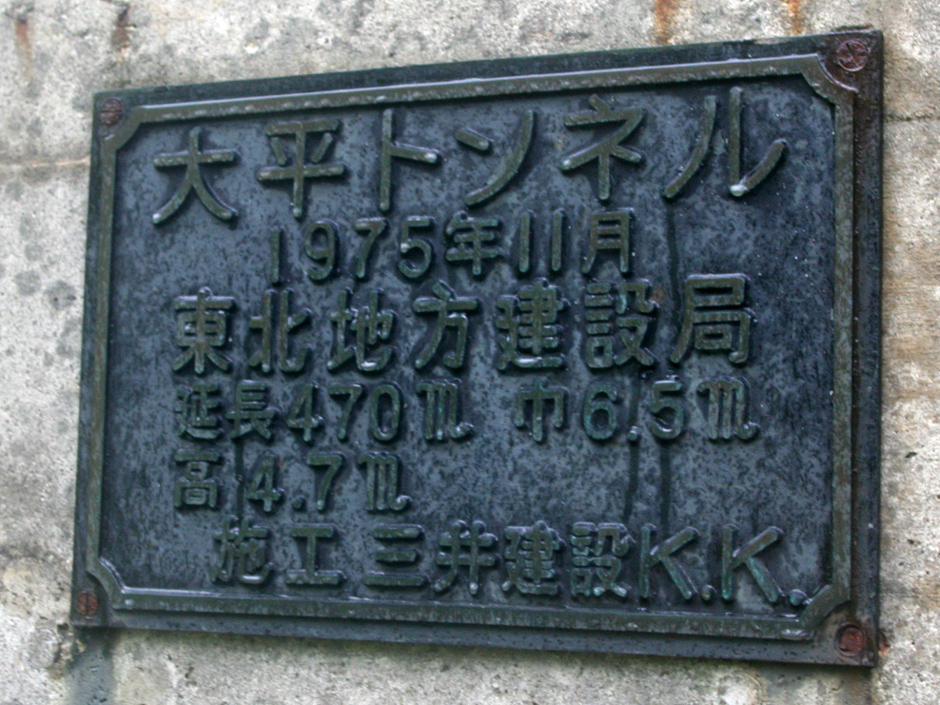 大平トンネル
1975年11月
東北地方建設局
延長470m 巾6.5m
高4.7m
施工三井建設K.K.